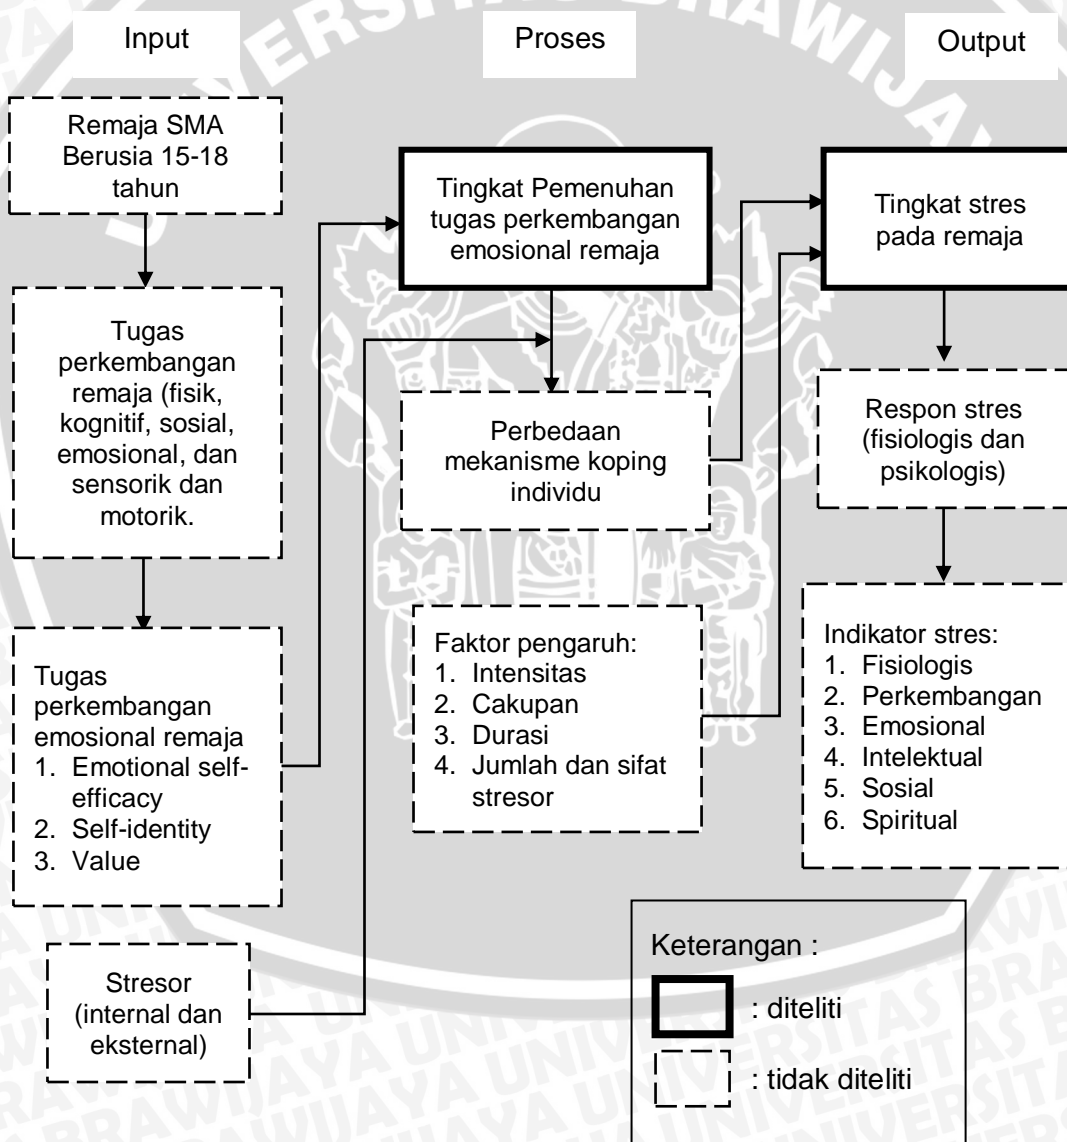 UNIVERSITAS BRAWIJAYA
Input
Proses
Output
Remaja SMA
Berusia 15-18
tahun
Tugas
perkembangan
remaja (fisik,
kognitif, sosial,
emosional, dan
sensorik dan
motorik.
Tugas
perkembangan
emosional remaja
1. Emotional self-
efficacy
2. Self-identity
3. Value
Stresor
(internal dan
eksternal)
Tingkat Pemenuhan
tugas perkembangan
emosional remaja
Perbedaan
mekanisme koping
individu
Faktor pengaruh:
1. Intensitas
2. Cakupan
3. Durasi
4. Jumlah dan sifat
stresor
Tingkat stres
pada remaja
Respon stres
(fisiologis dan
psikologis)
Indikator stres:
1. Fisiologis
2. Perkembangan
3. Emosional
4. Intelektual
5. Sosial
6. Spiritual
Keterangan :
: diteliti
: tidak diteliti